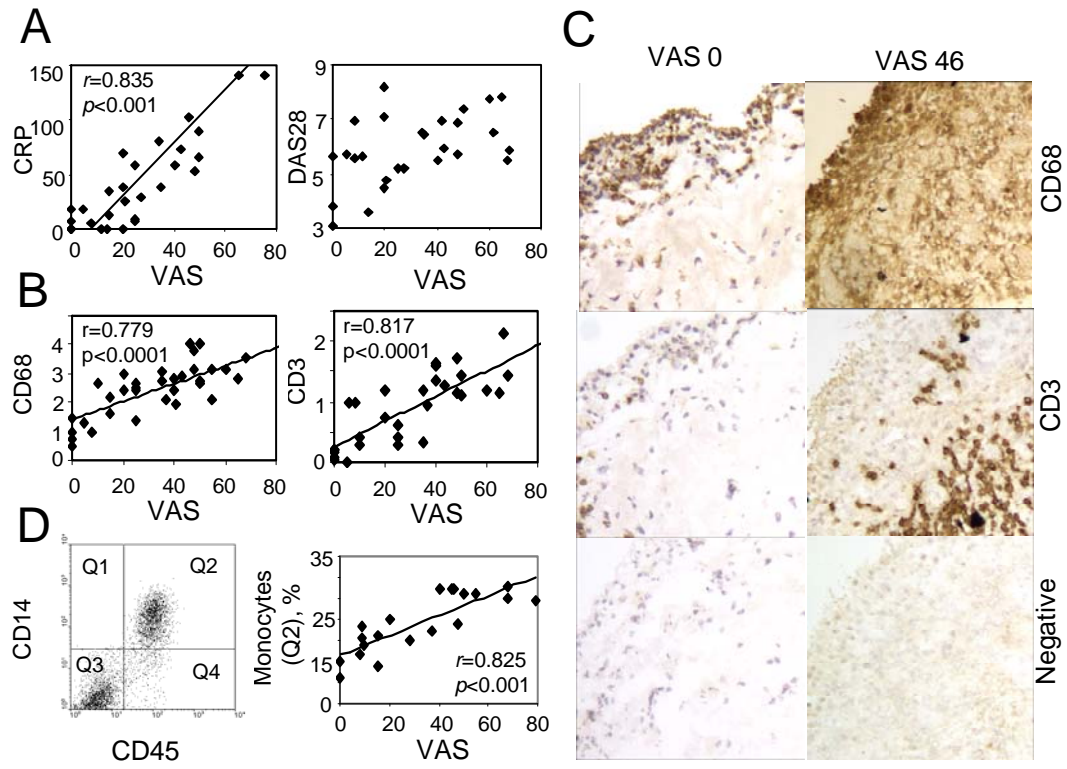 A
150
100
50
0
CRP
r=0.835
p<0.001
0 20 40 60 80
VAS
9
7
5
3
DAS28
0 20 40 60 80
VAS
B
4
3
2
1
0
CD68
r=0.779
p<0.0001
0 20 40 60 80
VAS
2
1
0
CD3
r=0.817
p<0.0001
0 20 40 60 80
VAS
C
VAS 0
VAS 46
CD68
CD3
Negative
D
CD14
Q1
Q2
Q3
Q4
CD45
35
25
15
0
Monocytes
(Q2), %
r=0.825
p<0.001
0 20 40 60 80
VAS